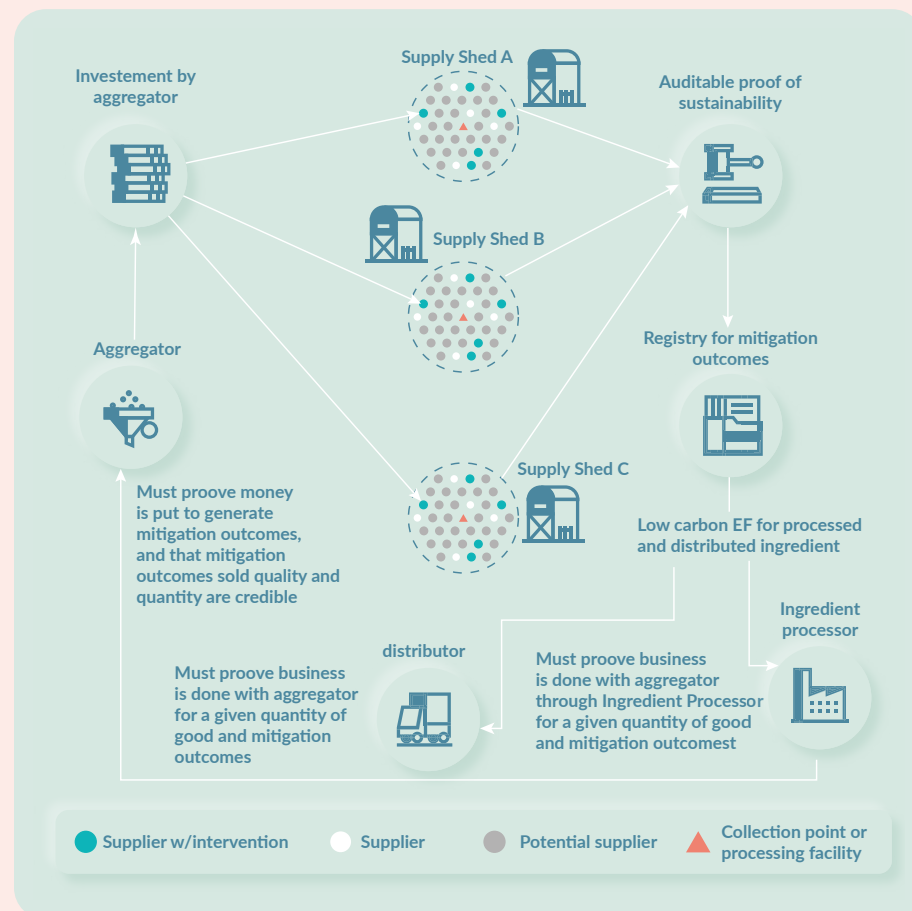 Supply Shed A
Investement by
aggregator
Auditable proof of
sustainability
Supply Shed B
Aggregator
Registry for mitigation
outcomes
Supply Shed C
Must proove money
is put to generate
mitigation outcomes,
and that mitigation
outcomes sold quality and
quantity are credible
Low carbon EF for processed
and distributed ingredient
Ingredient
processor
distributor
Must proove business
is done with aggregator
for a given quantity of
good and mitigation
outcomes
Must proove business
is done with aggregator
through Ingredient Processor
for a given quantity of good
and mitigation outcomest
Supplier w/intervention
Supplier
Potential supplier
Collection point or
processing facility